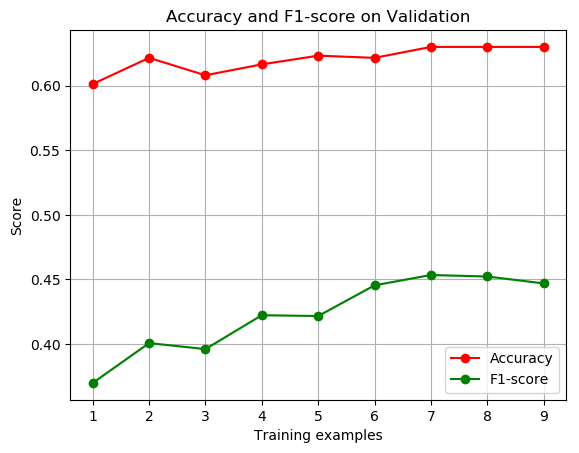 Accuracy and F1-score on Validation
0.60
0.55
0.50
0.45
0.40
Score
1 2 3 4 5 6 7 8 9
Training examples
Accuracy
F1-score